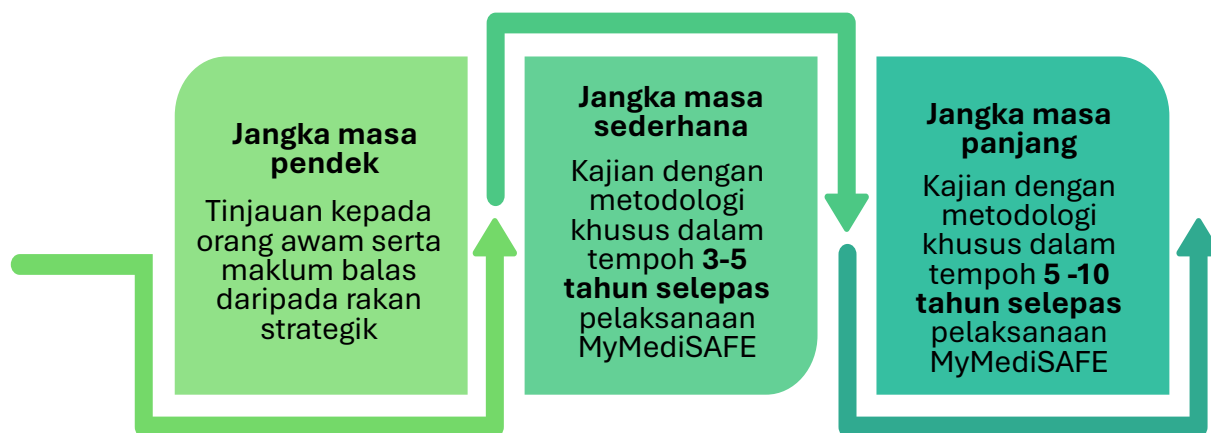 Jangka masa
pendek
Tinjauan kepada
orang awam serta
maklum balas
daripada rakan
strategik
Jangka masa
sederhana
Kajian dengan
metodologi
khusus dalam
tempoh 3-5
tahun selepas
pelaksanaan
MyMediSAFE
Jangka masa
panjang
Kajian dengan
metodologi
khusus dalam
tempoh 5 -10
tahun selepas
pelaksanaan
MyMediSAFE